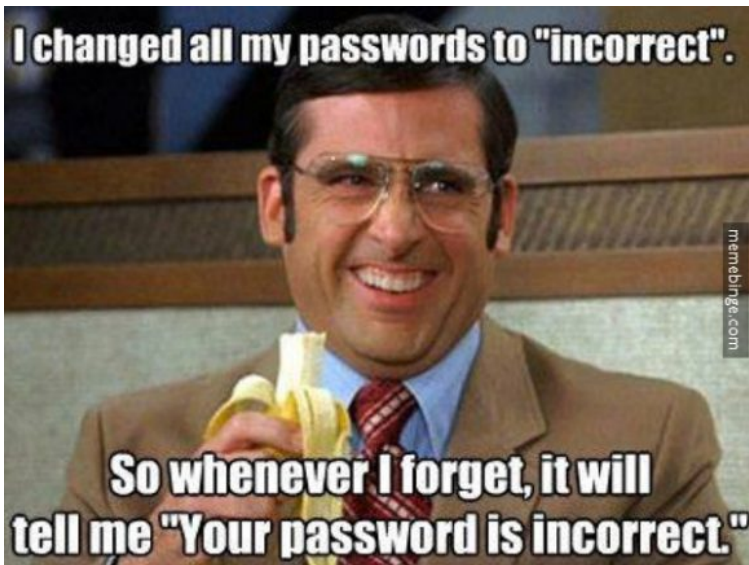 I changed all my passwords to "incorrect".
memebinge.com
So whenever I forget, it will
tell me "Your password is incorrect."